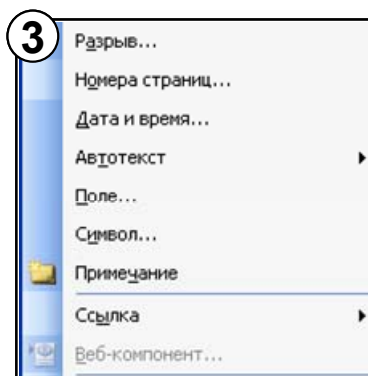 3
Разрыв...
Номера страниц...
Дата и время...
Автотекст
Поле...
Символ...
Примечание
Ссылка
Веб-компонент...